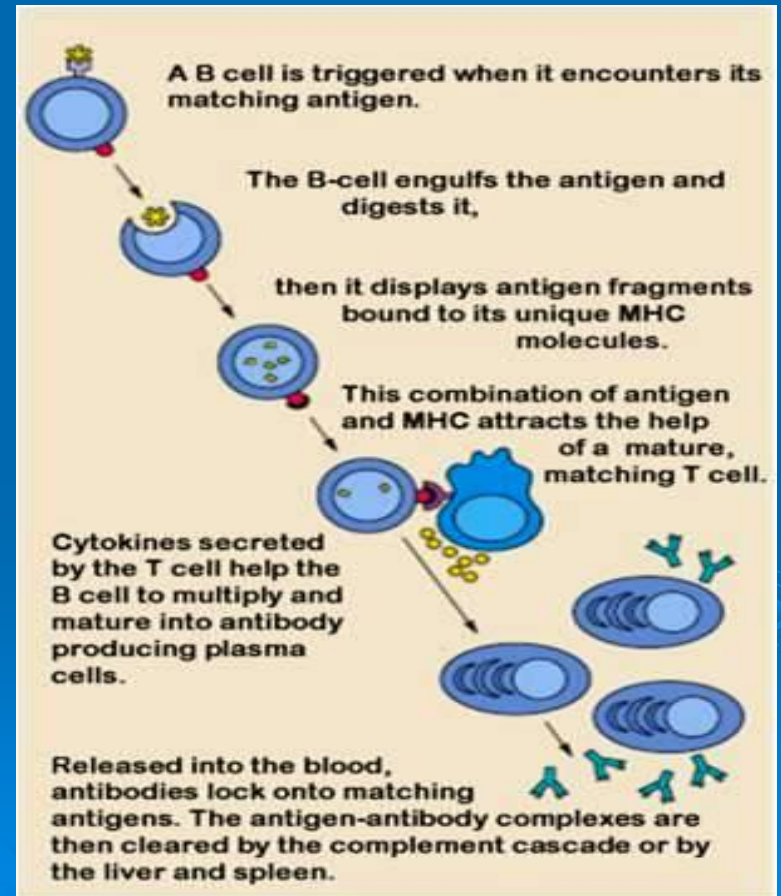 A B cell is triggered when it encounters its
matching antigen.
The B-cell engulfs the antigen and
digests it,
then it displays antigen fragments
bound to its unique MHC
molecules.
This combination of antigen
and MHC attracts the help
of a mature,
matching T cell.
Cytokines secreted
by the T cell help the
B cell to multiply and
mature into antibody
producing plasma
cells.
Released into the blood,
antibodies lock onto matching
antigens. The antigen-antibody complexes are
then cleared by the complement cascade or by
the liver and spleen.